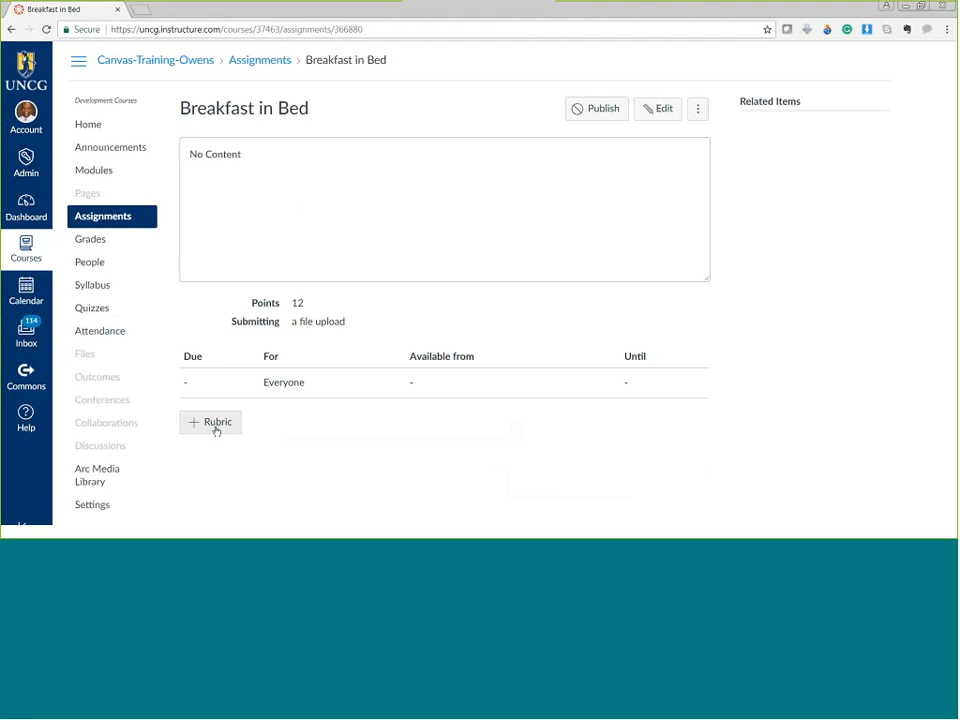 Breakfast in Bed
Secure
https://uncg.instructure.com/courses/37463/assignments/366880
UNCG
Account
Admin
Dashboard
Courses
Calendar
114
Inbox
Commons
Help
Canvas-Training-Owens › Assignments › Breakfast in Bed
Development Courses
Home
Announcements
Modules
Pages
Assignments
Grades
People
Syllabus
Quizzes
Attendance
Files
Outcomes
Conferences
Collaborations
Discussions
Arc Media
Library
Settings
Breakfast in Bed
Publish
Edit
No Content
Points 12
Submitting a file upload
Due For Available from Until
- Everyone - -
+ Rubric
Related Items